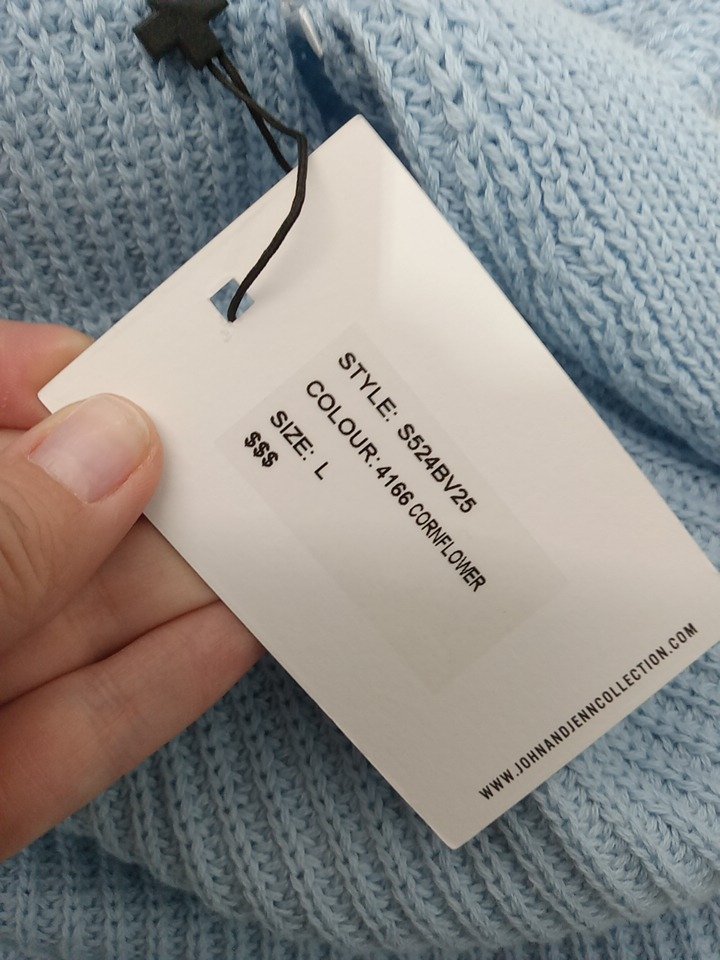 STYLE: S524BV25
COLOUR: 4166 CORNFLOWER
SIZE: L
$$$
WWW.JOHNANDJENNCOLLECTION.COM